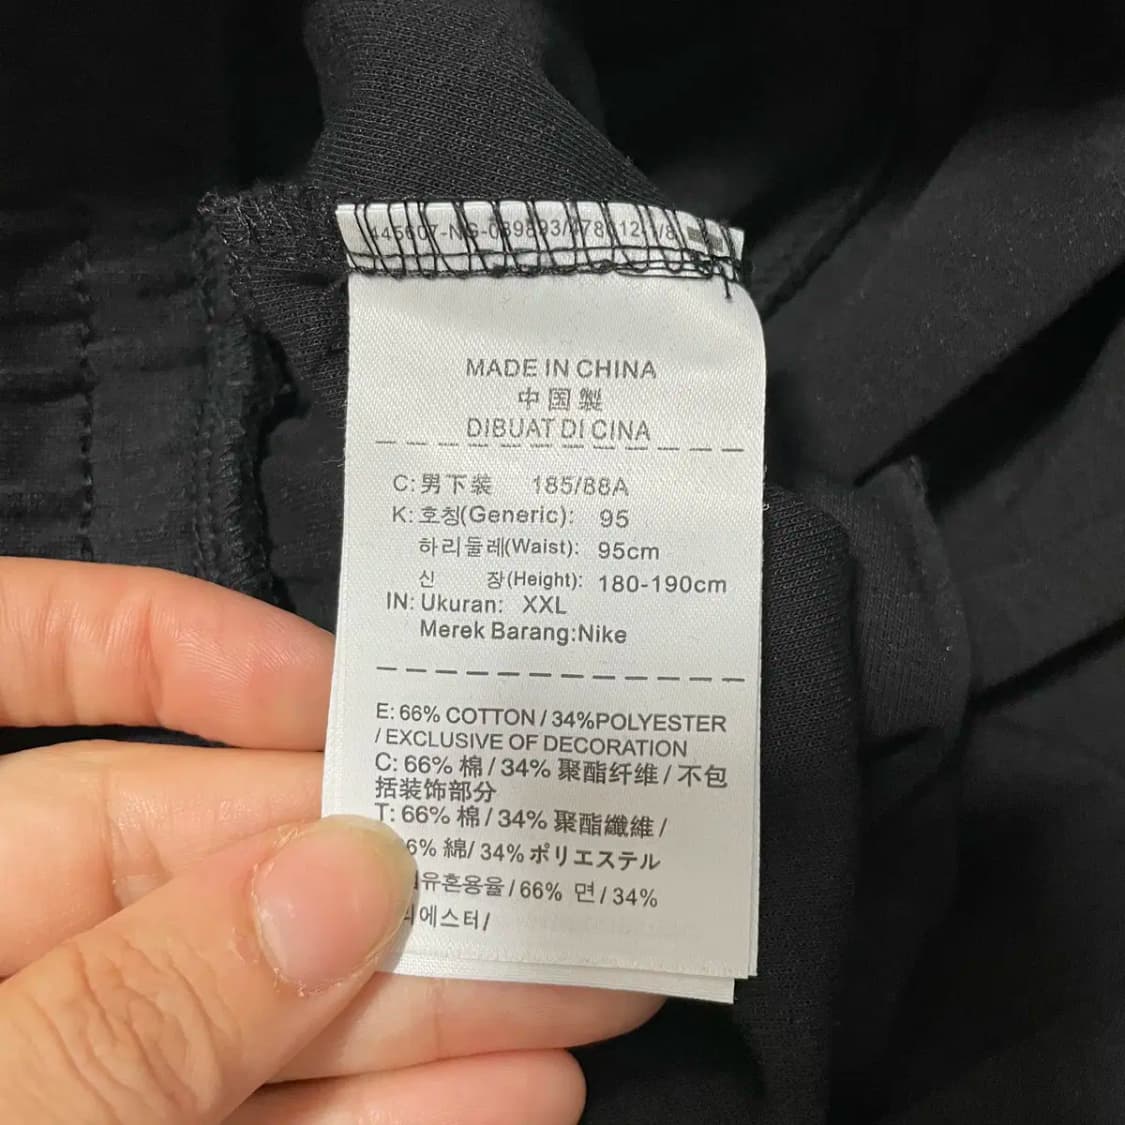 MADE IN CHINA
中国製
DIBUAT DI CINA
C: 男下装 185/88A
K: 호칭(Generic): 95
허리둘레(Waist): 95cm
신 장(Height): 180-190cm
IN: Ukuran: XXL
Merek Barang:Nike
E: 66% COTTON / 34%POLYESTER
/ EXCLUSIVE OF DECORATION
C: 66% 棉 / 34% 聚酯纤维 / 不包
括装饰部分
T: 66% 棉 / 34% 聚酯纖維 /
6% 綿/ 34% ポリエステル
유혼용율 / 66% 면 / 34%
에스터/